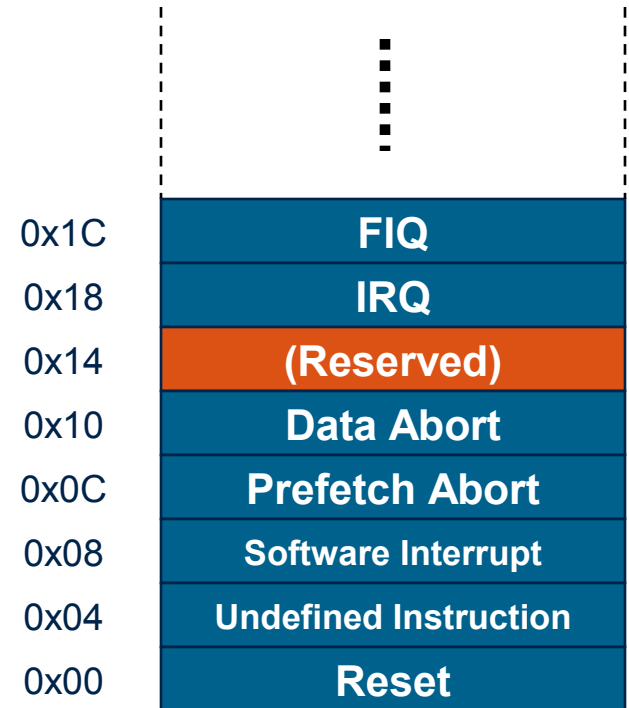 0x1C FIQ
0x18 IRQ
0x14 (Reserved)
0x10 Data Abort
0x0C Prefetch Abort
0x08 Software Interrupt
0x04 Undefined Instruction
0x00 Reset